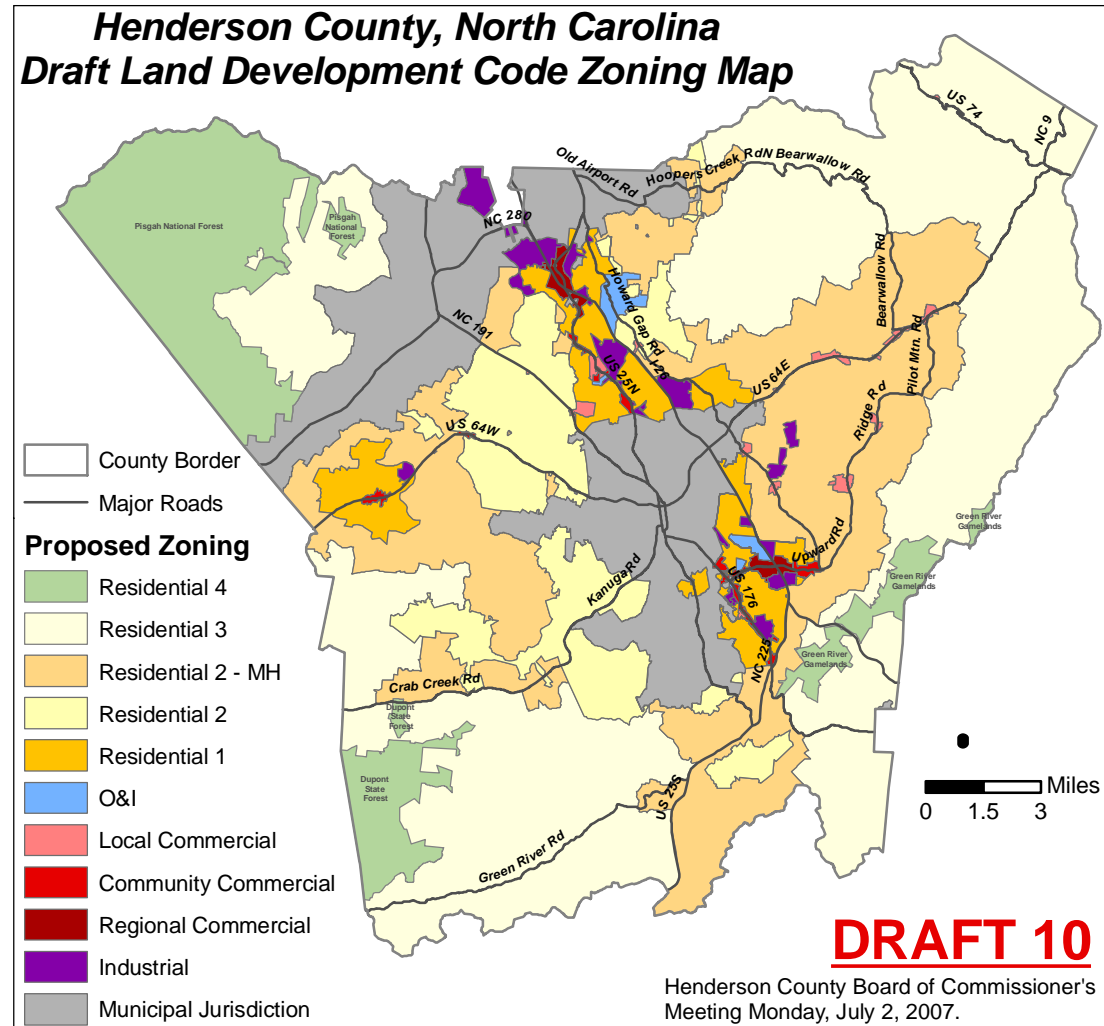 Henderson County, North Carolina
Draft Land Development Code Zoning Map
US 74
NC 9
Old Airport Rd
Hoopers Creek Rd
N Bearwallow Rd
Pisgah National Forest
Pisgah
National
Forest
NC 280
Howard Gap Rd
Bearwallow Rd
NC 191
I 26
US 25N
US 64E
Pilot Mtn. Rd
Ridge Rd
US 64W
County Border
Major Roads
Proposed Zoning
Residential 4
Residential 3
Residential 2 - MH
Residential 2
Residential 1
O&I
Local Commercial
Community Commercial
Regional Commercial
Industrial
Municipal Jurisdiction
Green River
Gamelands
Upward Rd
Green River
Gamelands
US 176
Kanuga Rd
NC 225
Green River
Gamelands
Crab Creek Rd
Dupont
State
Forest
Dupont
State
Forest
US 25S
Green River Rd
Miles
0 1.5 3
DRAFT 10
Henderson County Board of Commissioner's
Meeting Monday, July 2, 2007.